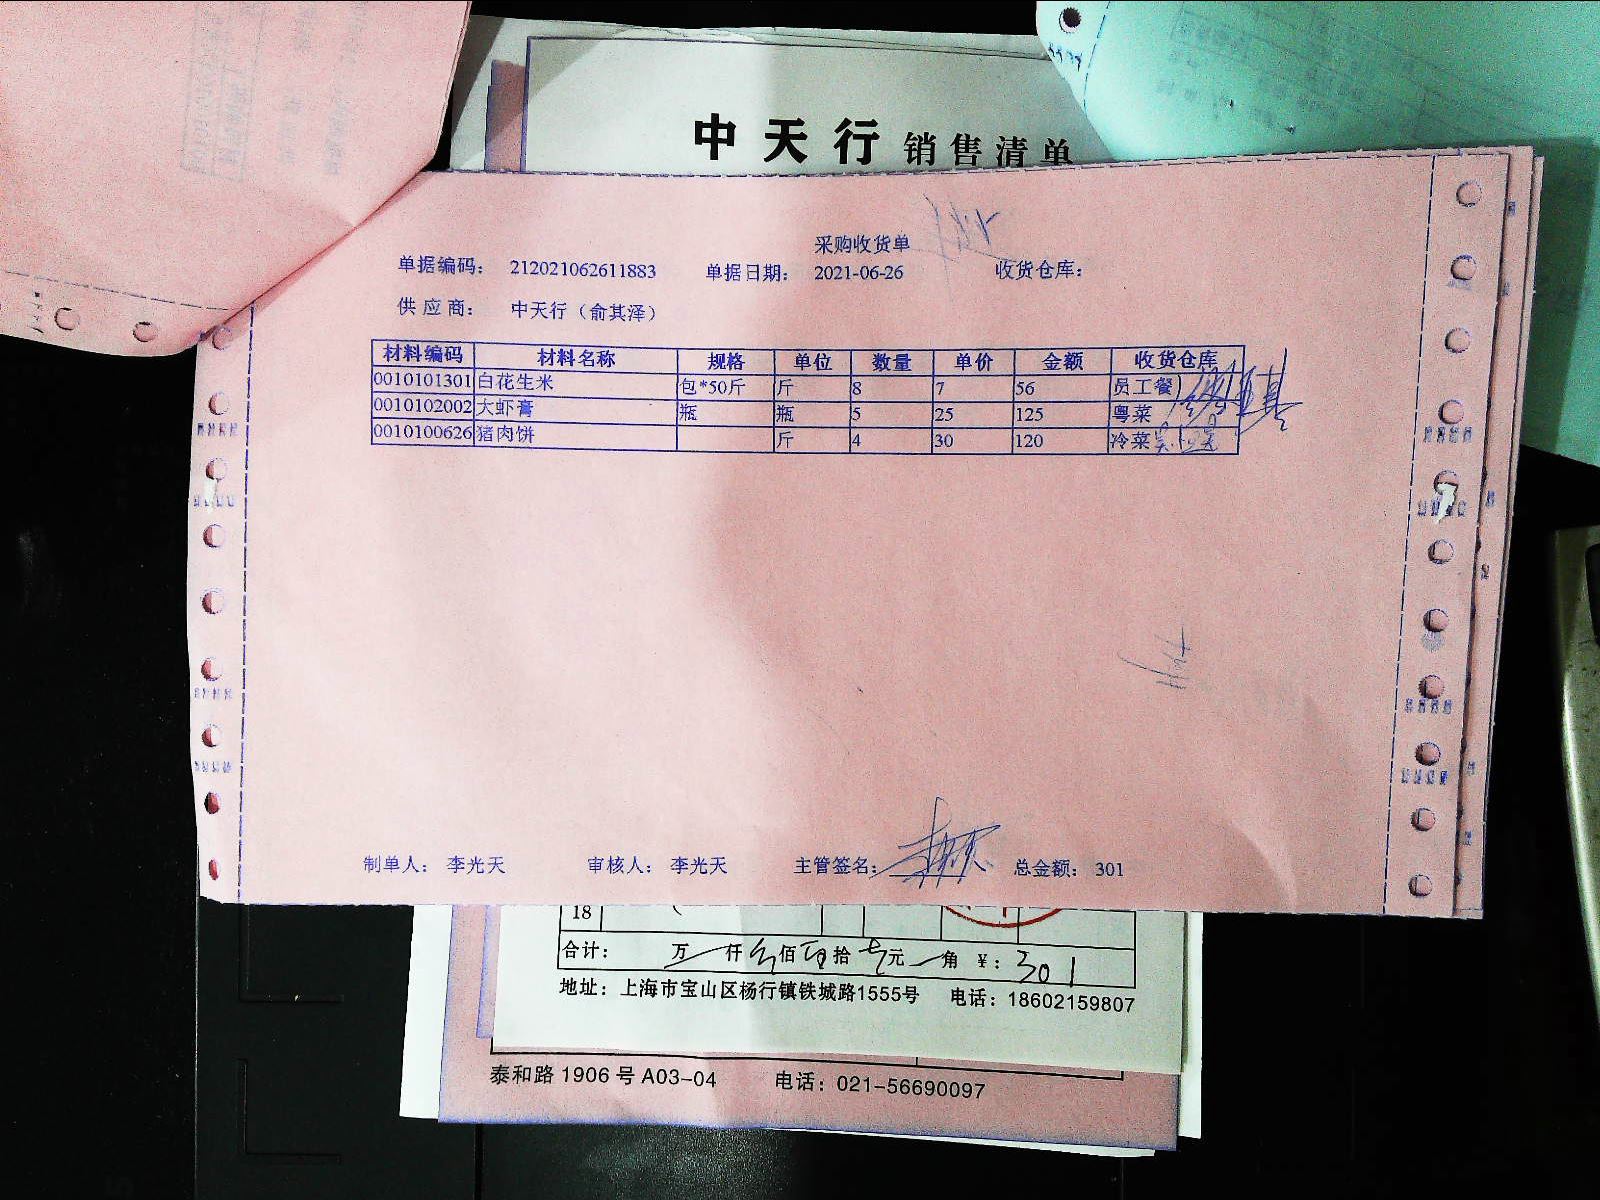 中天行 销售清单
采购收货单
单据编码: 212021062611883 单据日期: 2021-06-26 收货仓库:
供应商: 中天行（俞其泽）
材料编码 材料名称 规格 单位 数量 单价 金额 收货仓库
0010101301 白花生米 包*50斤 斤 8 7 56 员工餐
0010102002 大虾膏 瓶 瓶 5 25 125 粤菜
0010100626 猪肉饼 斤 4 30 120 冷菜
制单人: 李光天 审核人: 李光天 主管签名: 总金额: 301
18
合计: 万 仟 佰 拾 元 角 ¥: 301
地址: 上海市宝山区杨行镇铁城路1555号 电话: 18602159807
泰和路 1906 号 A03-04 电话: 021-56690097